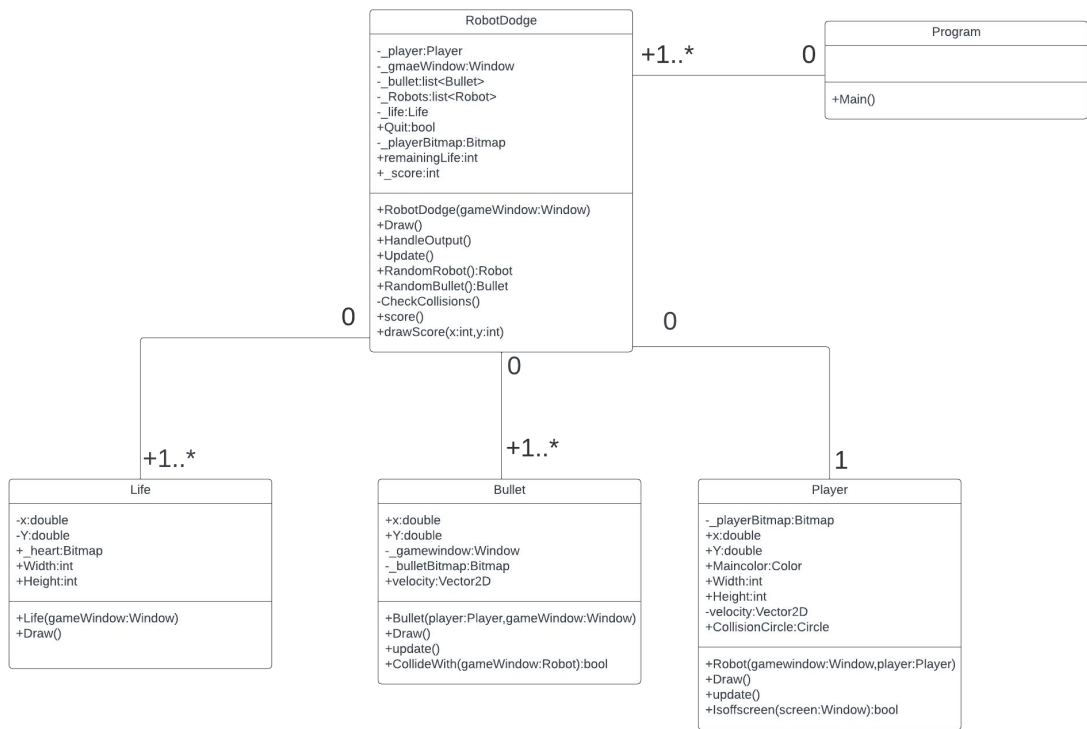 RobotDodge
-_player:Player
-_gmaeWindow:Window
-_bullet:list<Bullet>
-_Robots:list<Robot>
-_life:Life
+Quit:bool
-_playerBitmap:Bitmap
+remainingLife:int
+_score:int
+RobotDodge(gameWindow:Window)
+Draw()
+HandleOutput()
+Update()
+RandomRobot():Robot
+RandomBullet():Bullet
-CheckCollisions()
+score()
+drawScore(x:int,y:int)
+1..*
0
Program
+Main()
0
0
0
+1..*
+1..*
1
Life
-x:double
-Y:double
+_heart:Bitmap
+Width:int
+Height:int
+Life(gameWindow:Window)
+Draw()
Bullet
+x:double
+Y:double
-_gamewindow:Window
-_bulletBitmap:Bitmap
+velocity:Vector2D
+Bullet(player:Player,gameWindow:Window)
+Draw()
+update()
+CollideWith(gameWindow:Robot):bool
Player
-_playerBitmap:Bitmap
+x:double
+Y:double
+Maincolor:Color
+Width:int
+Height:int
-velocity:Vector2D
+CollisionCircle:Circle
+Robot(gamewindow:Window,player:Player)
+Draw()
+update()
+Isoffscreen(screen:Window):bool